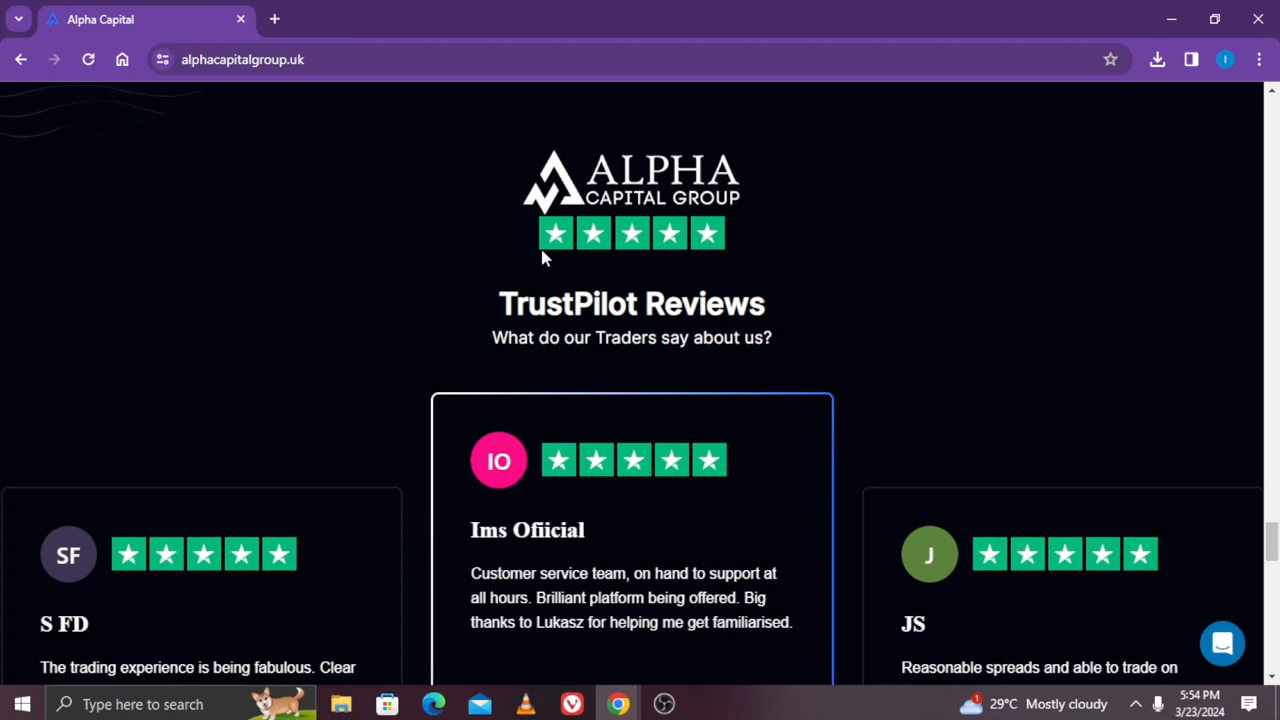 Alpha Capital
alphacapitalgroup.uk
I
ALPHA
CAPITAL GROUP
TrustPilot Reviews
What do our Traders say about us?
IO
Ims Ofiicial
Customer service team, on hand to support at
all hours. Brilliant platform being offered. Big
thanks to Lukasz for helping me get familiarised.
SF
S FD
The trading experience is being fabulous. Clear
J
JS
Reasonable spreads and able to trade on
Type here to search
1
29°C Mostly cloudy
5:54 PM
3/23/2024